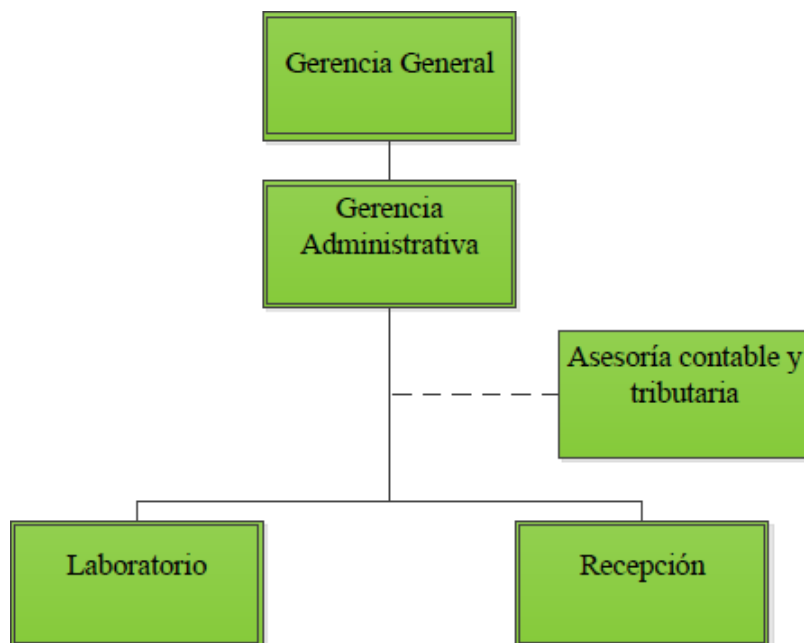 Gerencia General
Gerencia
Administrativa
Asesoría contable y
tributaria
Laboratorio
Recepción